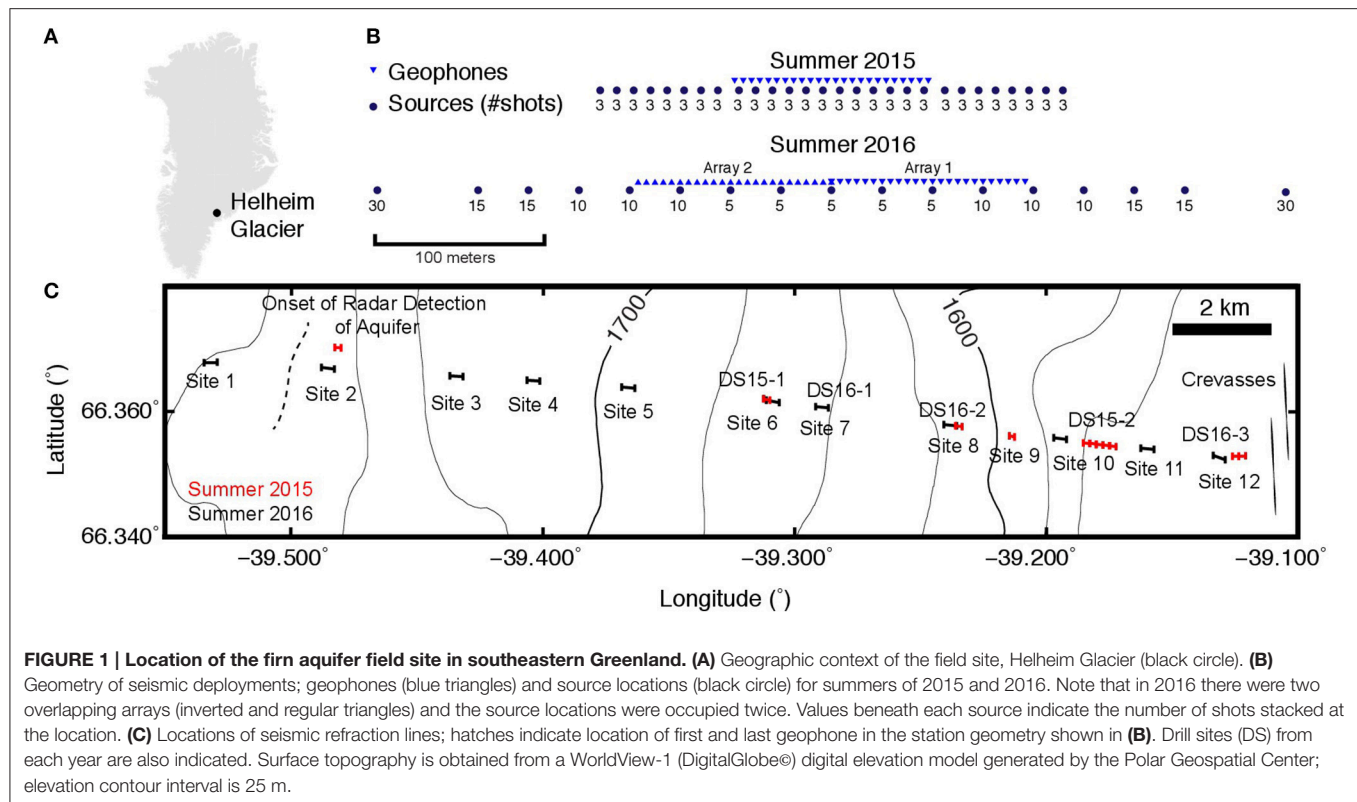 A
Helheim
Glacier
B
Geophones
Sources (#shots)
Summer 2015
3 3 3 3 3 3 3 3 3 3 3 3 3 3 3 3 3 3 3 3 3 3 3 3 3 3 3 3
Summer 2016
Array 2 Array 1
30 15 15 10 10 10 5 5 5 5 5 10 10 10 15 15 30
100 meters
C
Onset of Radar Detection
of Aquifer
1700
1600
2 km
Crevasses
Site 1
Site 2
Site 3
Site 4
Site 5
DS15-1
Site 6
DS16-1
Site 7
DS16-2
Site 8
Site 9
DS15-2
Site 10
Site 11
DS16-3
Site 12
Summer 2015
Summer 2016
Latitude (°)
66.360°
66.340°
−39.500° −39.400° −39.300° −39.200° −39.100°
Longitude (°)
FIGURE 1 | Location of the firn aquifer field site in southeastern Greenland. (A) Geographic context of the field site, Helheim Glacier (black circle). (B)
Geometry of seismic deployments; geophones (blue triangles) and source locations (black circle) for summers of 2015 and 2016. Note that in 2016 there were two
overlapping arrays (inverted and regular triangles) and the source locations were occupied twice. Values beneath each source indicate the number of shots stacked at
the location. (C) Locations of seismic refraction lines; hatches indicate location of first and last geophone in the station geometry shown in (B). Drill sites (DS) from
each year are also indicated. Surface topography is obtained from a WorldView-1 (DigitalGlobe©) digital elevation model generated by the Polar Geospatial Center;
elevation contour interval is 25 m.